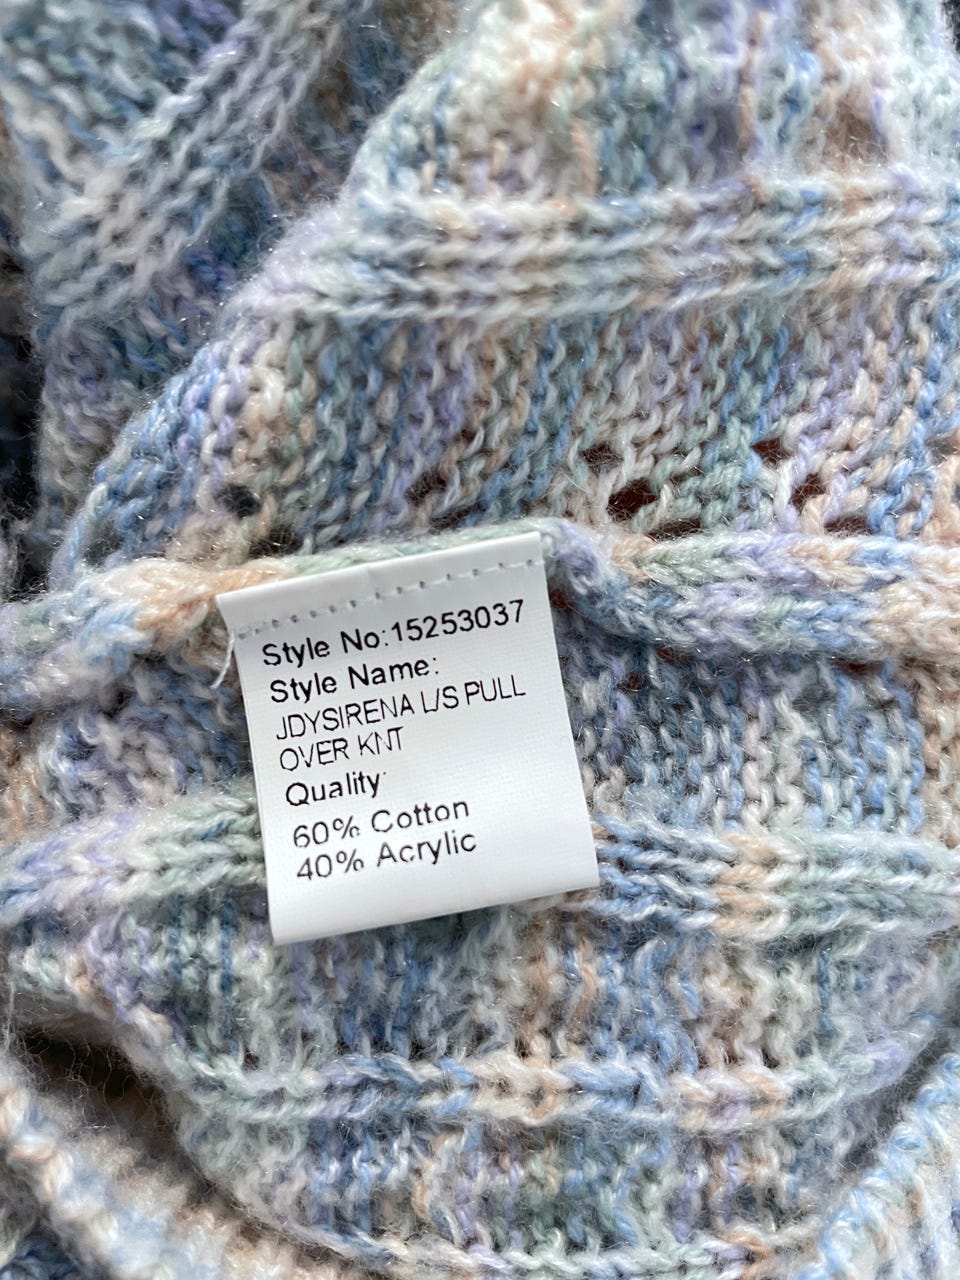 Style No:15253037
Style Name:
JDYSIRENA L/S PULL
OVER KNT
Quality:
60% Cotton
40% Acrylic